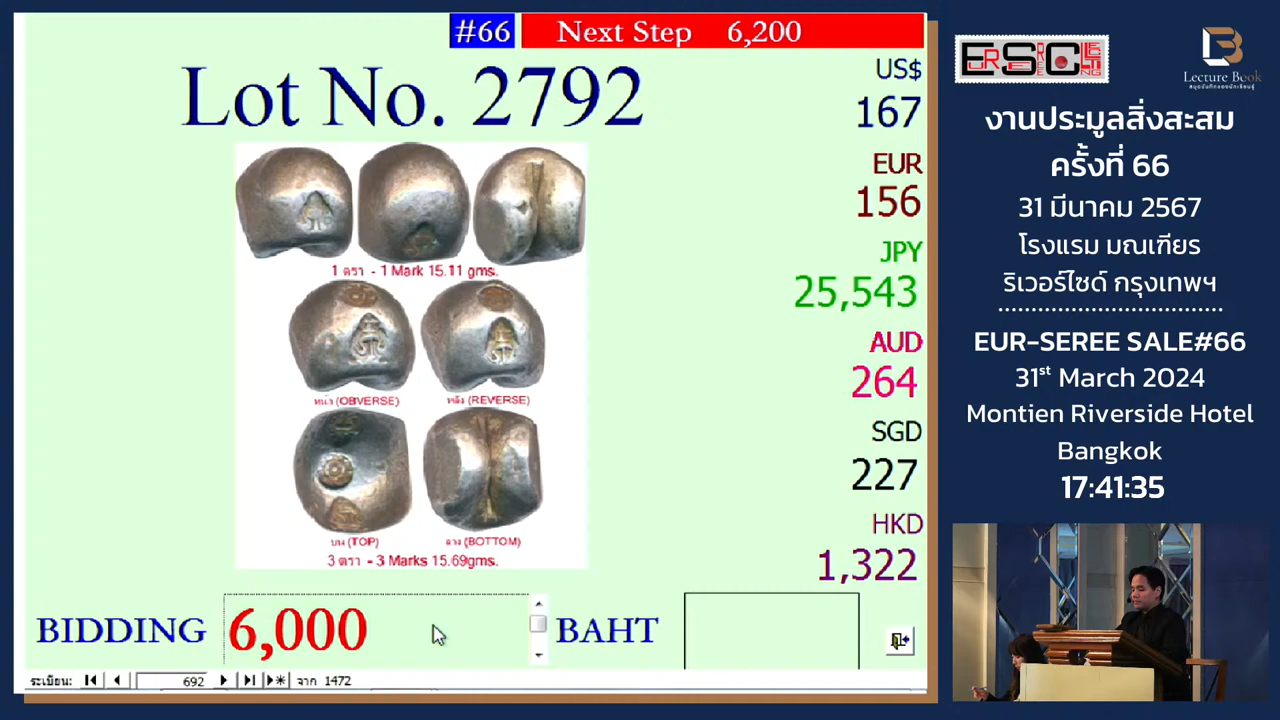 #66
Next Step 6,200
Lot No. 2792
US$
167
EUR
156
JPY
25,543
AUD
264
SGD
227
HKD
1,322
1 ตรา - 1 Mark 15.11 gms.
หน้า (OBVERSE)
หลัง (REVERSE)
บน (TOP)
ล่าง (BOTTOM)
3 ตรา - 3 Marks 15.69gms.
BIDDING 6,000 BAHT
ระเบียน: 692 จาก 1472
Lecture Book
งานประมูลสิ่งสะสม
ครั้งที่ 66
31 มีนาคม 2567
โรงแรม มณเฑียร
ริเวอร์ไซด์ กรุงเทพฯ
EUR-SEREE SALE#66
31st March 2024
Montien Riverside Hotel
Bangkok
17:41:35